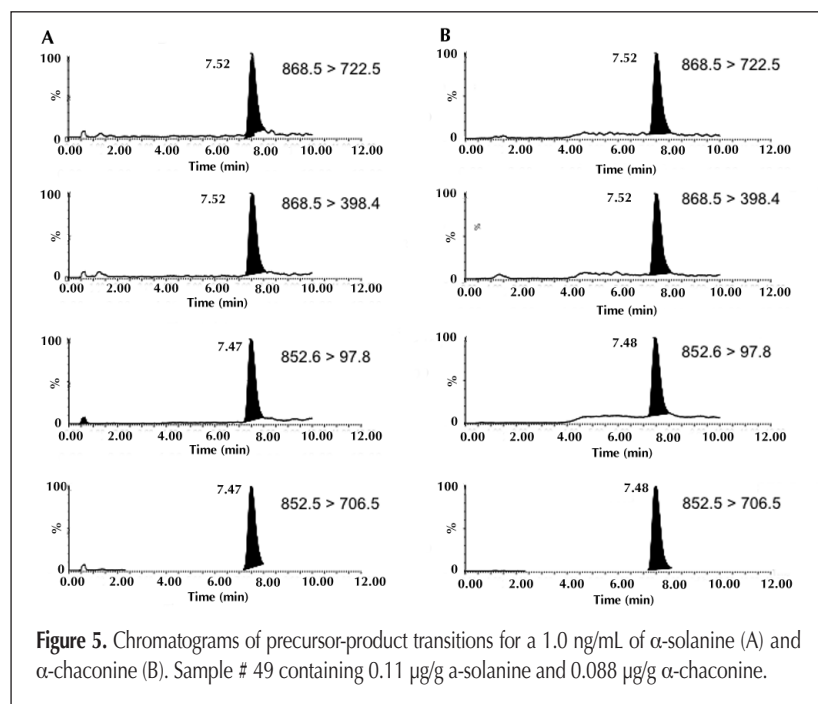 A
100
7.52
868.5 > 722.5
%
0
0.00 2.00 4.00 6.00 8.00 10.00 12.00
Time (min)
100
7.52
868.5 > 398.4
%
0
0.00 2.00 4.00 6.00 8.00 10.00 12.00
Time (min)
100
7.47
852.6 > 97.8
%
0
0.00 2.00 4.00 6.00 8.00 10.00 12.00
Time (min)
100
7.47
852.5 > 706.5
%
0
0.00 2.00 4.00 6.00 8.00 10.00 12.00
Time (min)
B
100
7.52
868.5 > 722.5
%
0
0.00 2.00 4.00 6.00 8.00 10.00 12.00
Time (min)
100
7.52
868.5 > 398.4
%
0
0.00 2.00 4.00 6.00 8.00 10.00 12.00
Time (min)
100
7.48
852.6 > 97.8
%
0
0.00 2.00 4.00 6.00 8.00 10.00 12.00
Time (min)
100
7.48
852.5 > 706.5
%
0
0.00 2.00 4.00 6.00 8.00 10.00 12.00
Time (min)
Figure 5. Chromatograms of precursor-product transitions for a 1.0 ng/mL of α-solanine (A) and
α-chaconine (B). Sample # 49 containing 0.11 µg/g a-solanine and 0.088 µg/g α-chaconine.